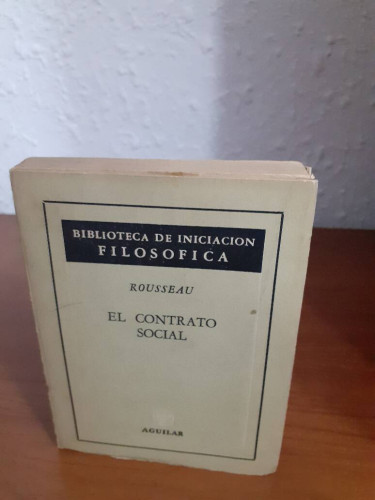 BIBLIOTECA DE INICIACION
FILOSOFICA
ROUSSEAU
EL CONTRATO
SOCIAL
AGUILAR